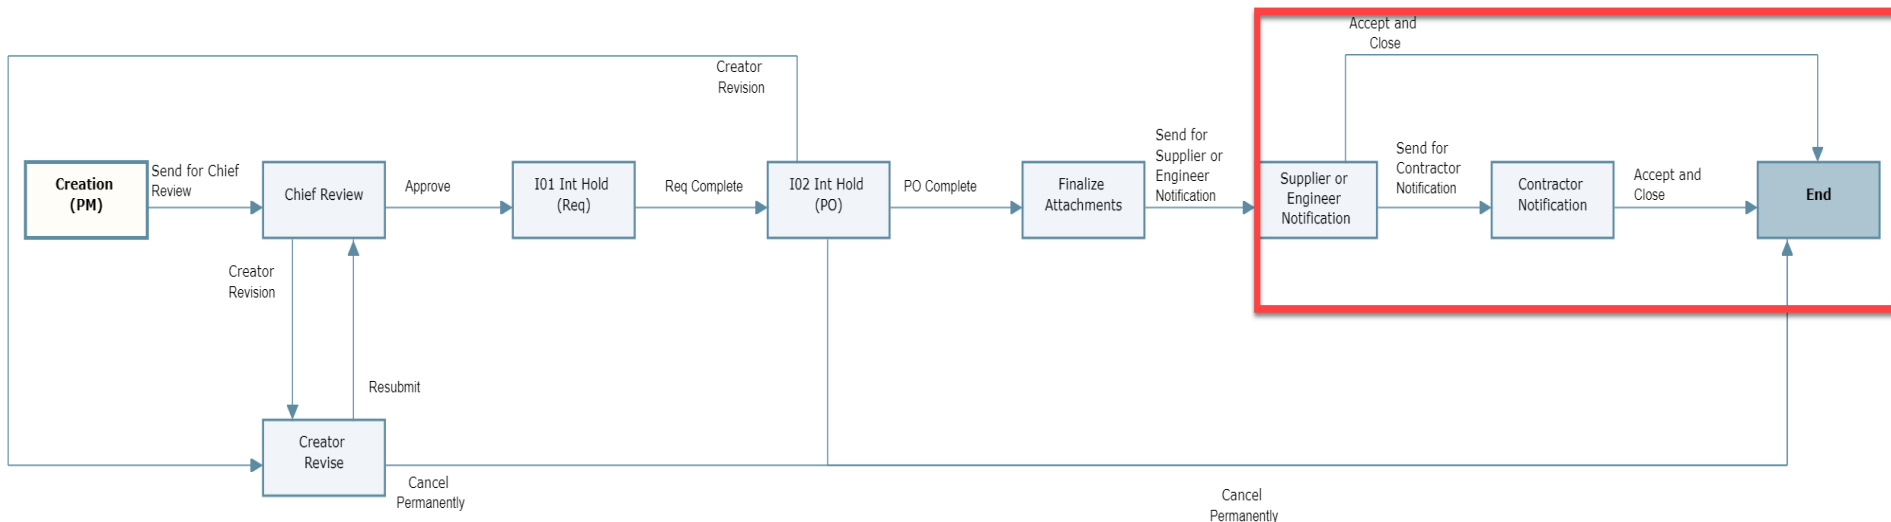 Accept and
Close
Creator
Revision
Creation
(PM)
Send for Chief
Review
Chief Review
Approve
I01 Int Hold
(Req)
Req Complete
I02 Int Hold
(PO)
PO Complete
Finalize
Attachments
Send for
Supplier or
Engineer
Notification
Supplier or
Engineer
Notification
Send for
Contractor
Notification
Contractor
Notification
Accept and
Close
End
Creator
Revision
Resubmit
Creator
Revise
Cancel
Permanently
Cancel
Permanently